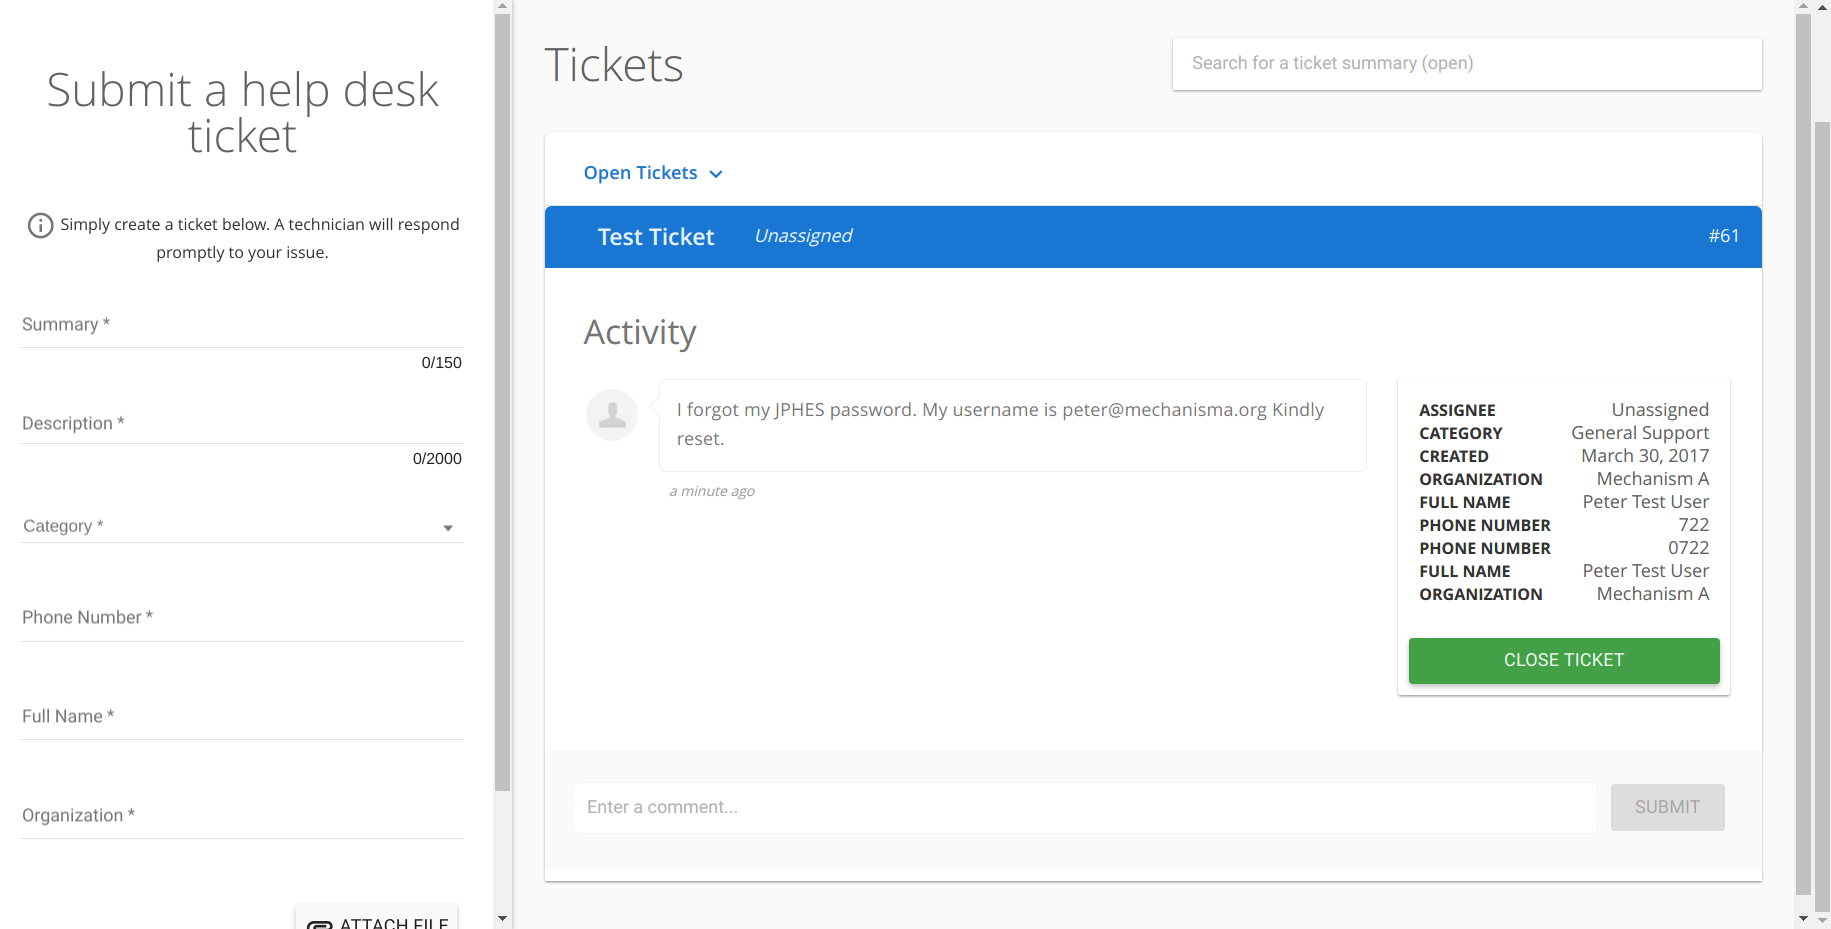 Submit a help desk
ticket
Simply create a ticket below. A technician will respond
promptly to your issue.
Summary *
0/150
Description *
0/2000
Category *
Phone Number *
Full Name *
Organization *
ATTACH FILE
Tickets
Search for a ticket summary (open)
Open Tickets
Test Ticket Unassigned #61
Activity
I forgot my JPHES password. My username is peter@mechanisma.org Kindly
reset.
a minute ago
ASSIGNEE Unassigned
CATEGORY General Support
CREATED March 30, 2017
ORGANIZATION Mechanism A
FULL NAME Peter Test User
PHONE NUMBER 722
PHONE NUMBER 0722
FULL NAME Peter Test User
ORGANIZATION Mechanism A
CLOSE TICKET
Enter a comment...
SUBMIT